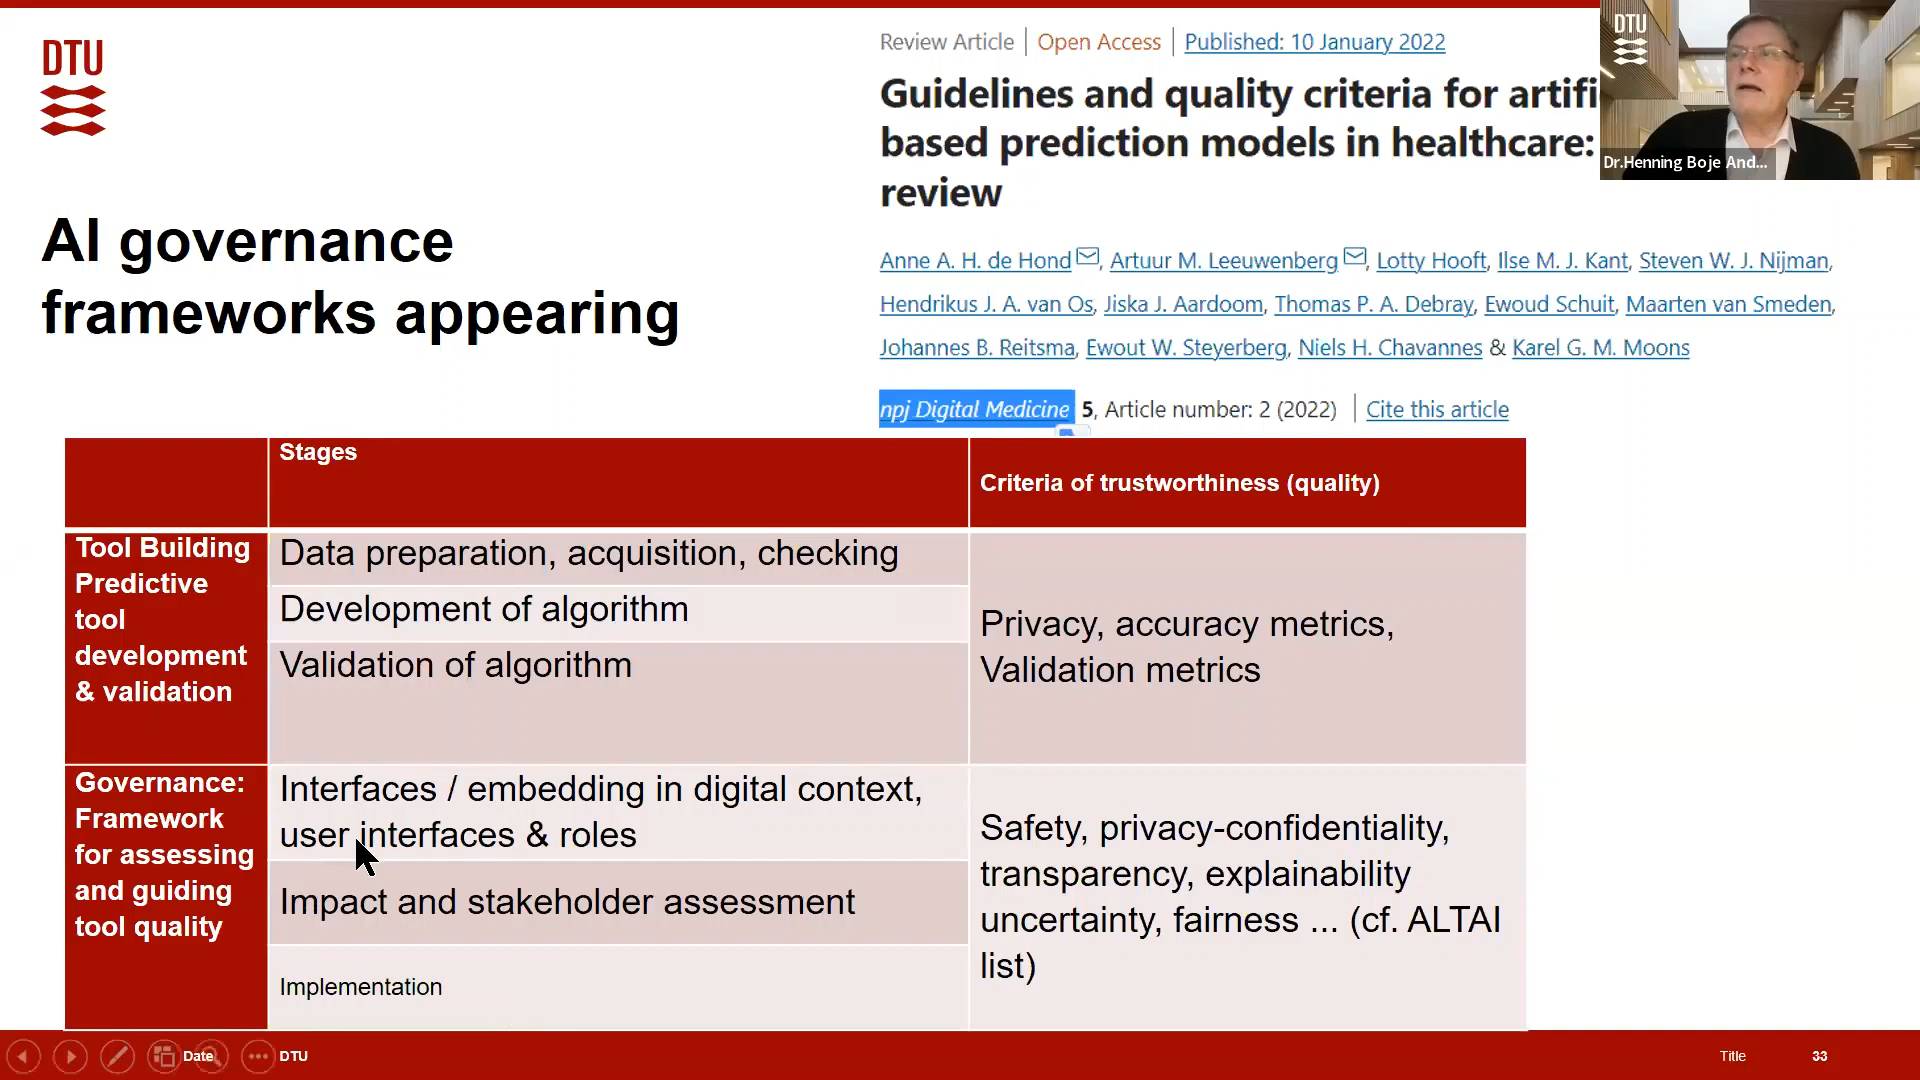 DTU
AI governance
frameworks appearing
Review Article | Open Access | Published: 10 January 2022
Guidelines and quality criteria for artifi
based prediction models in healthcare:
review
Anne A. H. de Hond, Artuur M. Leeuwenberg, Lotty Hooft, Ilse M. J. Kant, Steven W. J. Nijman,
Hendrikus J. A. van Os, Jiska J. Aardoom, Thomas P. A. Debray, Ewoud Schuit, Maarten van Smeden,
Johannes B. Reitsma, Ewout W. Steyerberg, Niels H. Chavannes & Karel G. M. Moons
npj Digital Medicine 5, Article number: 2 (2022) | Cite this article
DTU
Dr.Henning Boje And...
Stages
Criteria of trustworthiness (quality)
Tool Building
Predictive
tool
development
& validation
Data preparation, acquisition, checking
Development of algorithm
Validation of algorithm
Privacy, accuracy metrics,
Validation metrics
Governance:
Framework
for assessing
and guiding
tool quality
Interfaces / embedding in digital context,
user interfaces & roles
Impact and stakeholder assessment
Implementation
Safety, privacy-confidentiality,
transparency, explainability
uncertainty, fairness ... (cf. ALTAI
list)
Date
DTU
Title
33